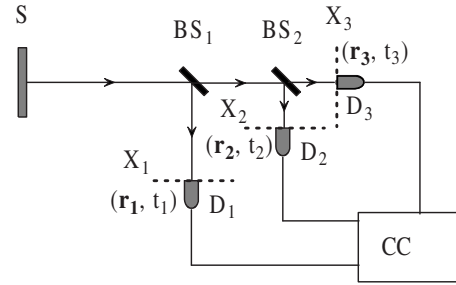 S
BS₁
BS₂
X₃
(r₃, t₃)
D₃
X₂
(r₂, t₂)
D₂
X₁
(r₁, t₁)
D₁
CC